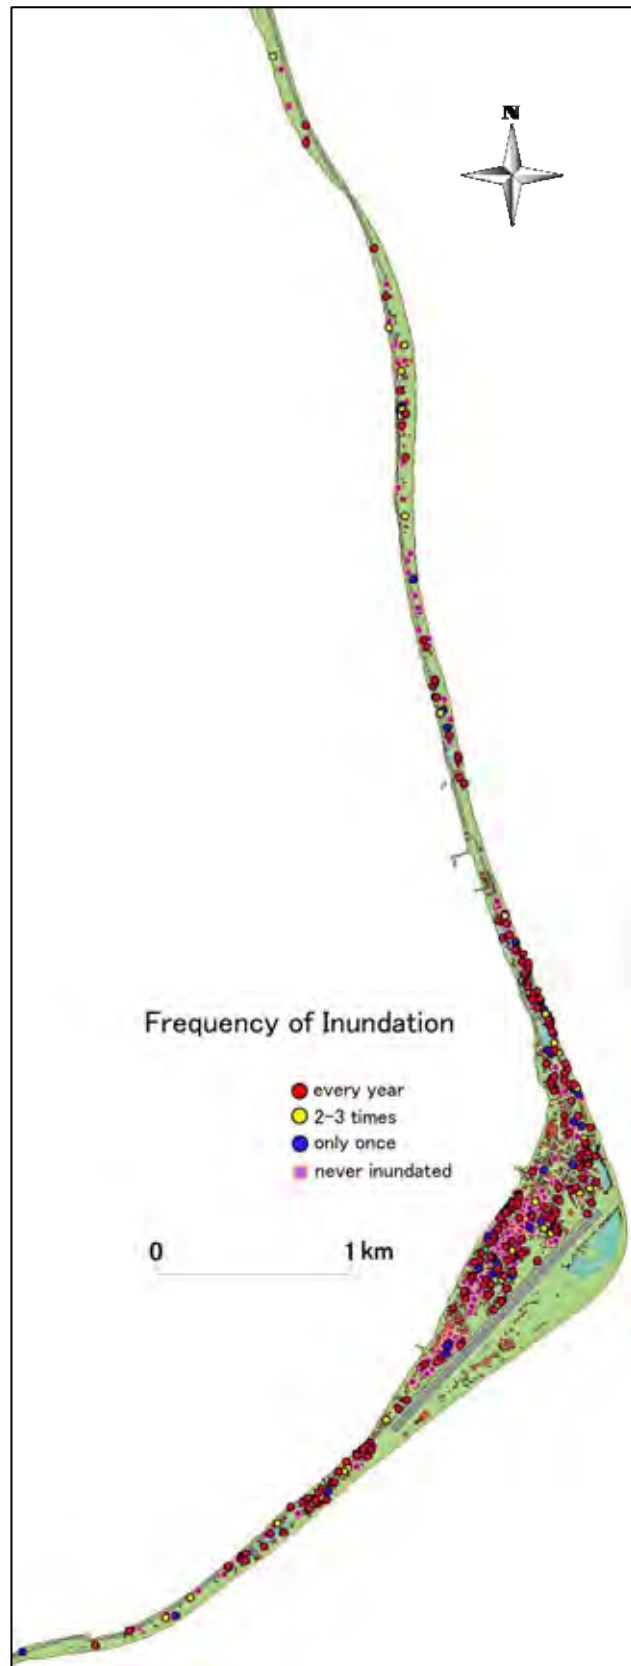 N
Frequency of Inundation
every year
2-3 times
only once
never inundated
0 1 km